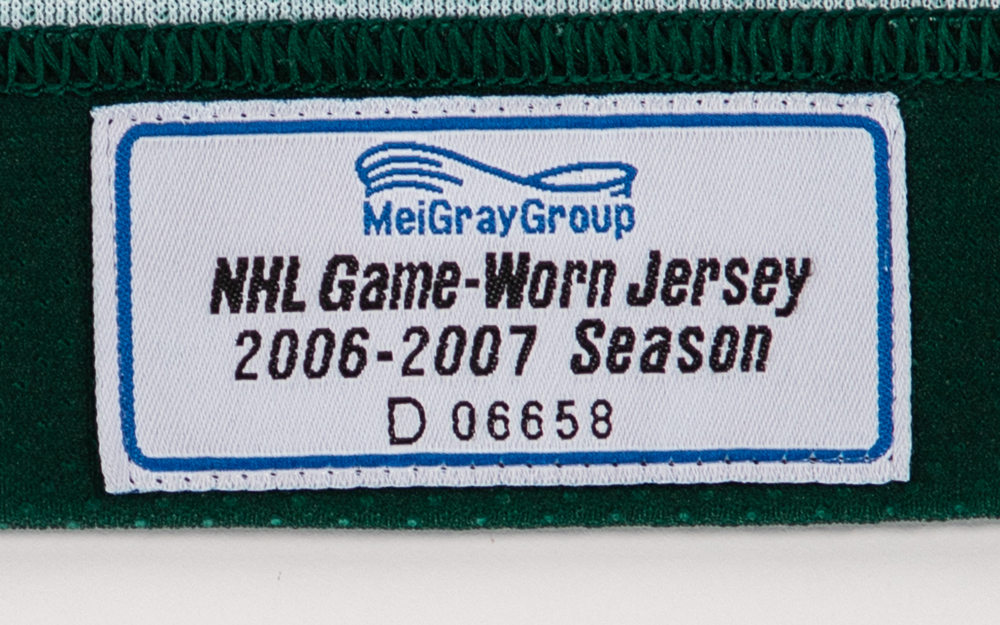 MeiGrayGroup
NHL Game-Worn Jersey
2006-2007 Season
D 06658